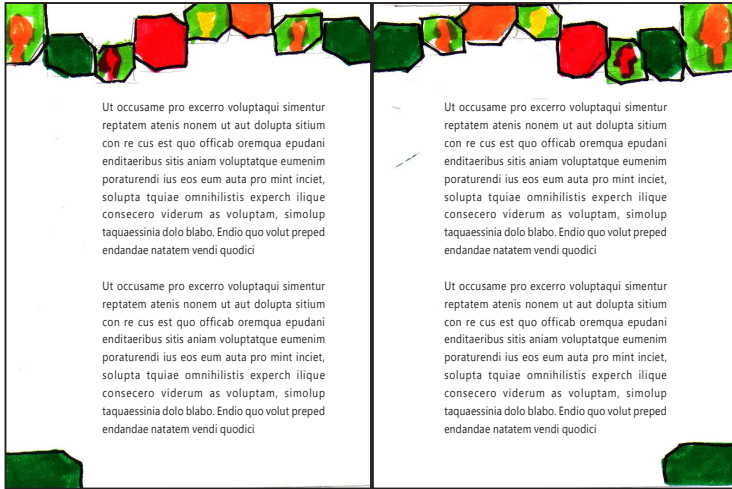 Ut occusame pro excerro voluptaqui simentur
reptatem atenis nonem ut aut dolupta sitium
con re cus est quo officab oremqua epudani
enditaeribus sitis aniam voluptatque eumenim
poraturendi ius eos eum auta pro mint inciet,
solupta tquiae omnihilistis experch ilique
consecero viderum as voluptam, simolup
taquaessinia dolo blabo. Endio quo volut preped
endandae natatem vendi quodici
Ut occusame pro excerro voluptaqui simentur
reptatem atenis nonem ut aut dolupta sitium
con re cus est quo officab oremqua epudani
enditaeribus sitis aniam voluptatque eumenim
poraturendi ius eos eum auta pro mint inciet,
solupta tquiae omnihilistis experch ilique
consecero viderum as voluptam, simolup
taquaessinia dolo blabo. Endio quo volut preped
endandae natatem vendi quodici
Ut occusame pro excerro voluptaqui simentur
reptatem atenis nonem ut aut dolupta sitium
con re cus est quo officab oremqua epudani
enditaeribus sitis aniam voluptatque eumenim
poraturendi ius eos eum auta pro mint inciet,
solupta tquiae omnihilistis experch ilique
consecero viderum as voluptam, simolup
taquaessinia dolo blabo. Endio quo volut preped
endandae natatem vendi quodici
Ut occusame pro excerro voluptaqui simentur
reptatem atenis nonem ut aut dolupta sitium
con re cus est quo officab oremqua epudani
enditaeribus sitis aniam voluptatque eumenim
poraturendi ius eos eum auta pro mint inciet,
solupta tquiae omnihilistis experch ilique
consecero viderum as voluptam, simolup
taquaessinia dolo blabo. Endio quo volut preped
endandae natatem vendi quodici